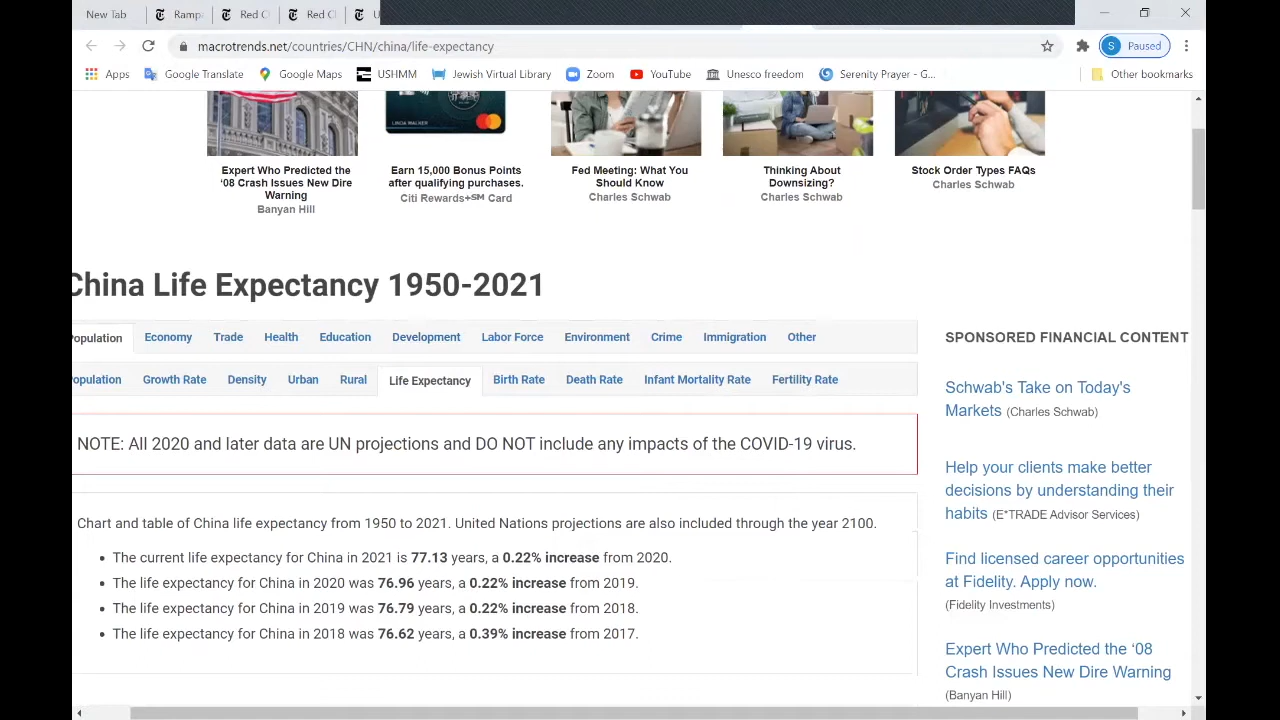 New Tab
Ramp
Red C
Red Cl
macrotrends.net/countries/CHN/china/life-expectancy
S Paused
Apps Google Translate Google Maps USHMM Jewish Virtual Library Zoom YouTube Unesco freedom Serenity Prayer - G... Other bookmarks
LINDA WALKER
Expert Who Predicted the
‘08 Crash Issues New Dire
Warning
Banyan Hill
Earn 15,000 Bonus Points
after qualifying purchases.
Citi Rewards+℠ Card
Fed Meeting: What You
Should Know
Charles Schwab
Thinking About
Downsizing?
Charles Schwab
Stock Order Types FAQs
Charles Schwab
China Life Expectancy 1950-2021
Population Economy Trade Health Education Development Labor Force Environment Crime Immigration Other
opulation Growth Rate Density Urban Rural Life Expectancy Birth Rate Death Rate Infant Mortality Rate Fertility Rate
NOTE: All 2020 and later data are UN projections and DO NOT include any impacts of the COVID-19 virus.
Chart and table of China life expectancy from 1950 to 2021. United Nations projections are also included through the year 2100.
The current life expectancy for China in 2021 is 77.13 years, a 0.22% increase from 2020.
The life expectancy for China in 2020 was 76.96 years, a 0.22% increase from 2019.
The life expectancy for China in 2019 was 76.79 years, a 0.22% increase from 2018.
The life expectancy for China in 2018 was 76.62 years, a 0.39% increase from 2017.
SPONSORED FINANCIAL CONTENT
Schwab's Take on Today's
Markets (Charles Schwab)
Help your clients make better
decisions by understanding their
habits (E*TRADE Advisor Services)
Find licensed career opportunities
at Fidelity. Apply now.
(Fidelity Investments)
Expert Who Predicted the ‘08
Crash Issues New Dire Warning
(Banyan Hill)